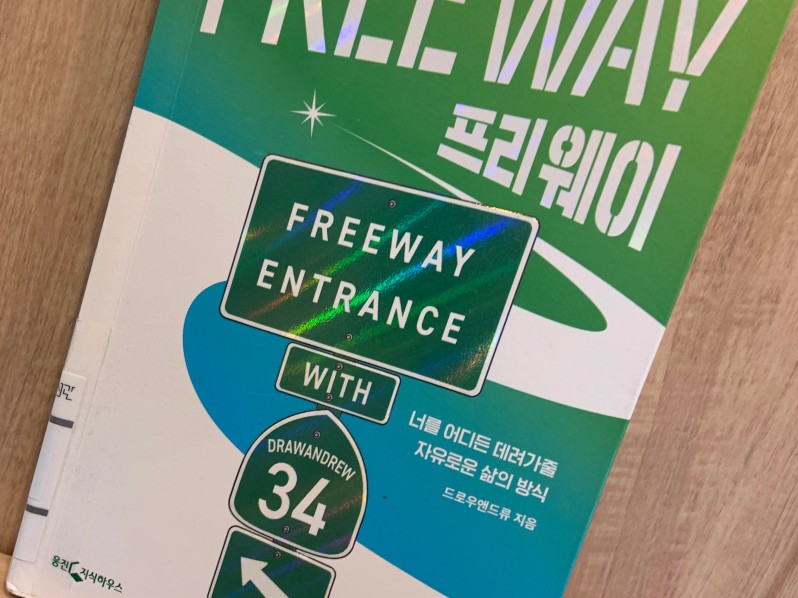 FREE WAY
프리웨이
FREEWAY
ENTRANCE
WITH
DRAWANDREW
34
너를 어디든 데려가줄
자유로운 삶의 방식
드로우앤드류 지음
웅진 지식하우스